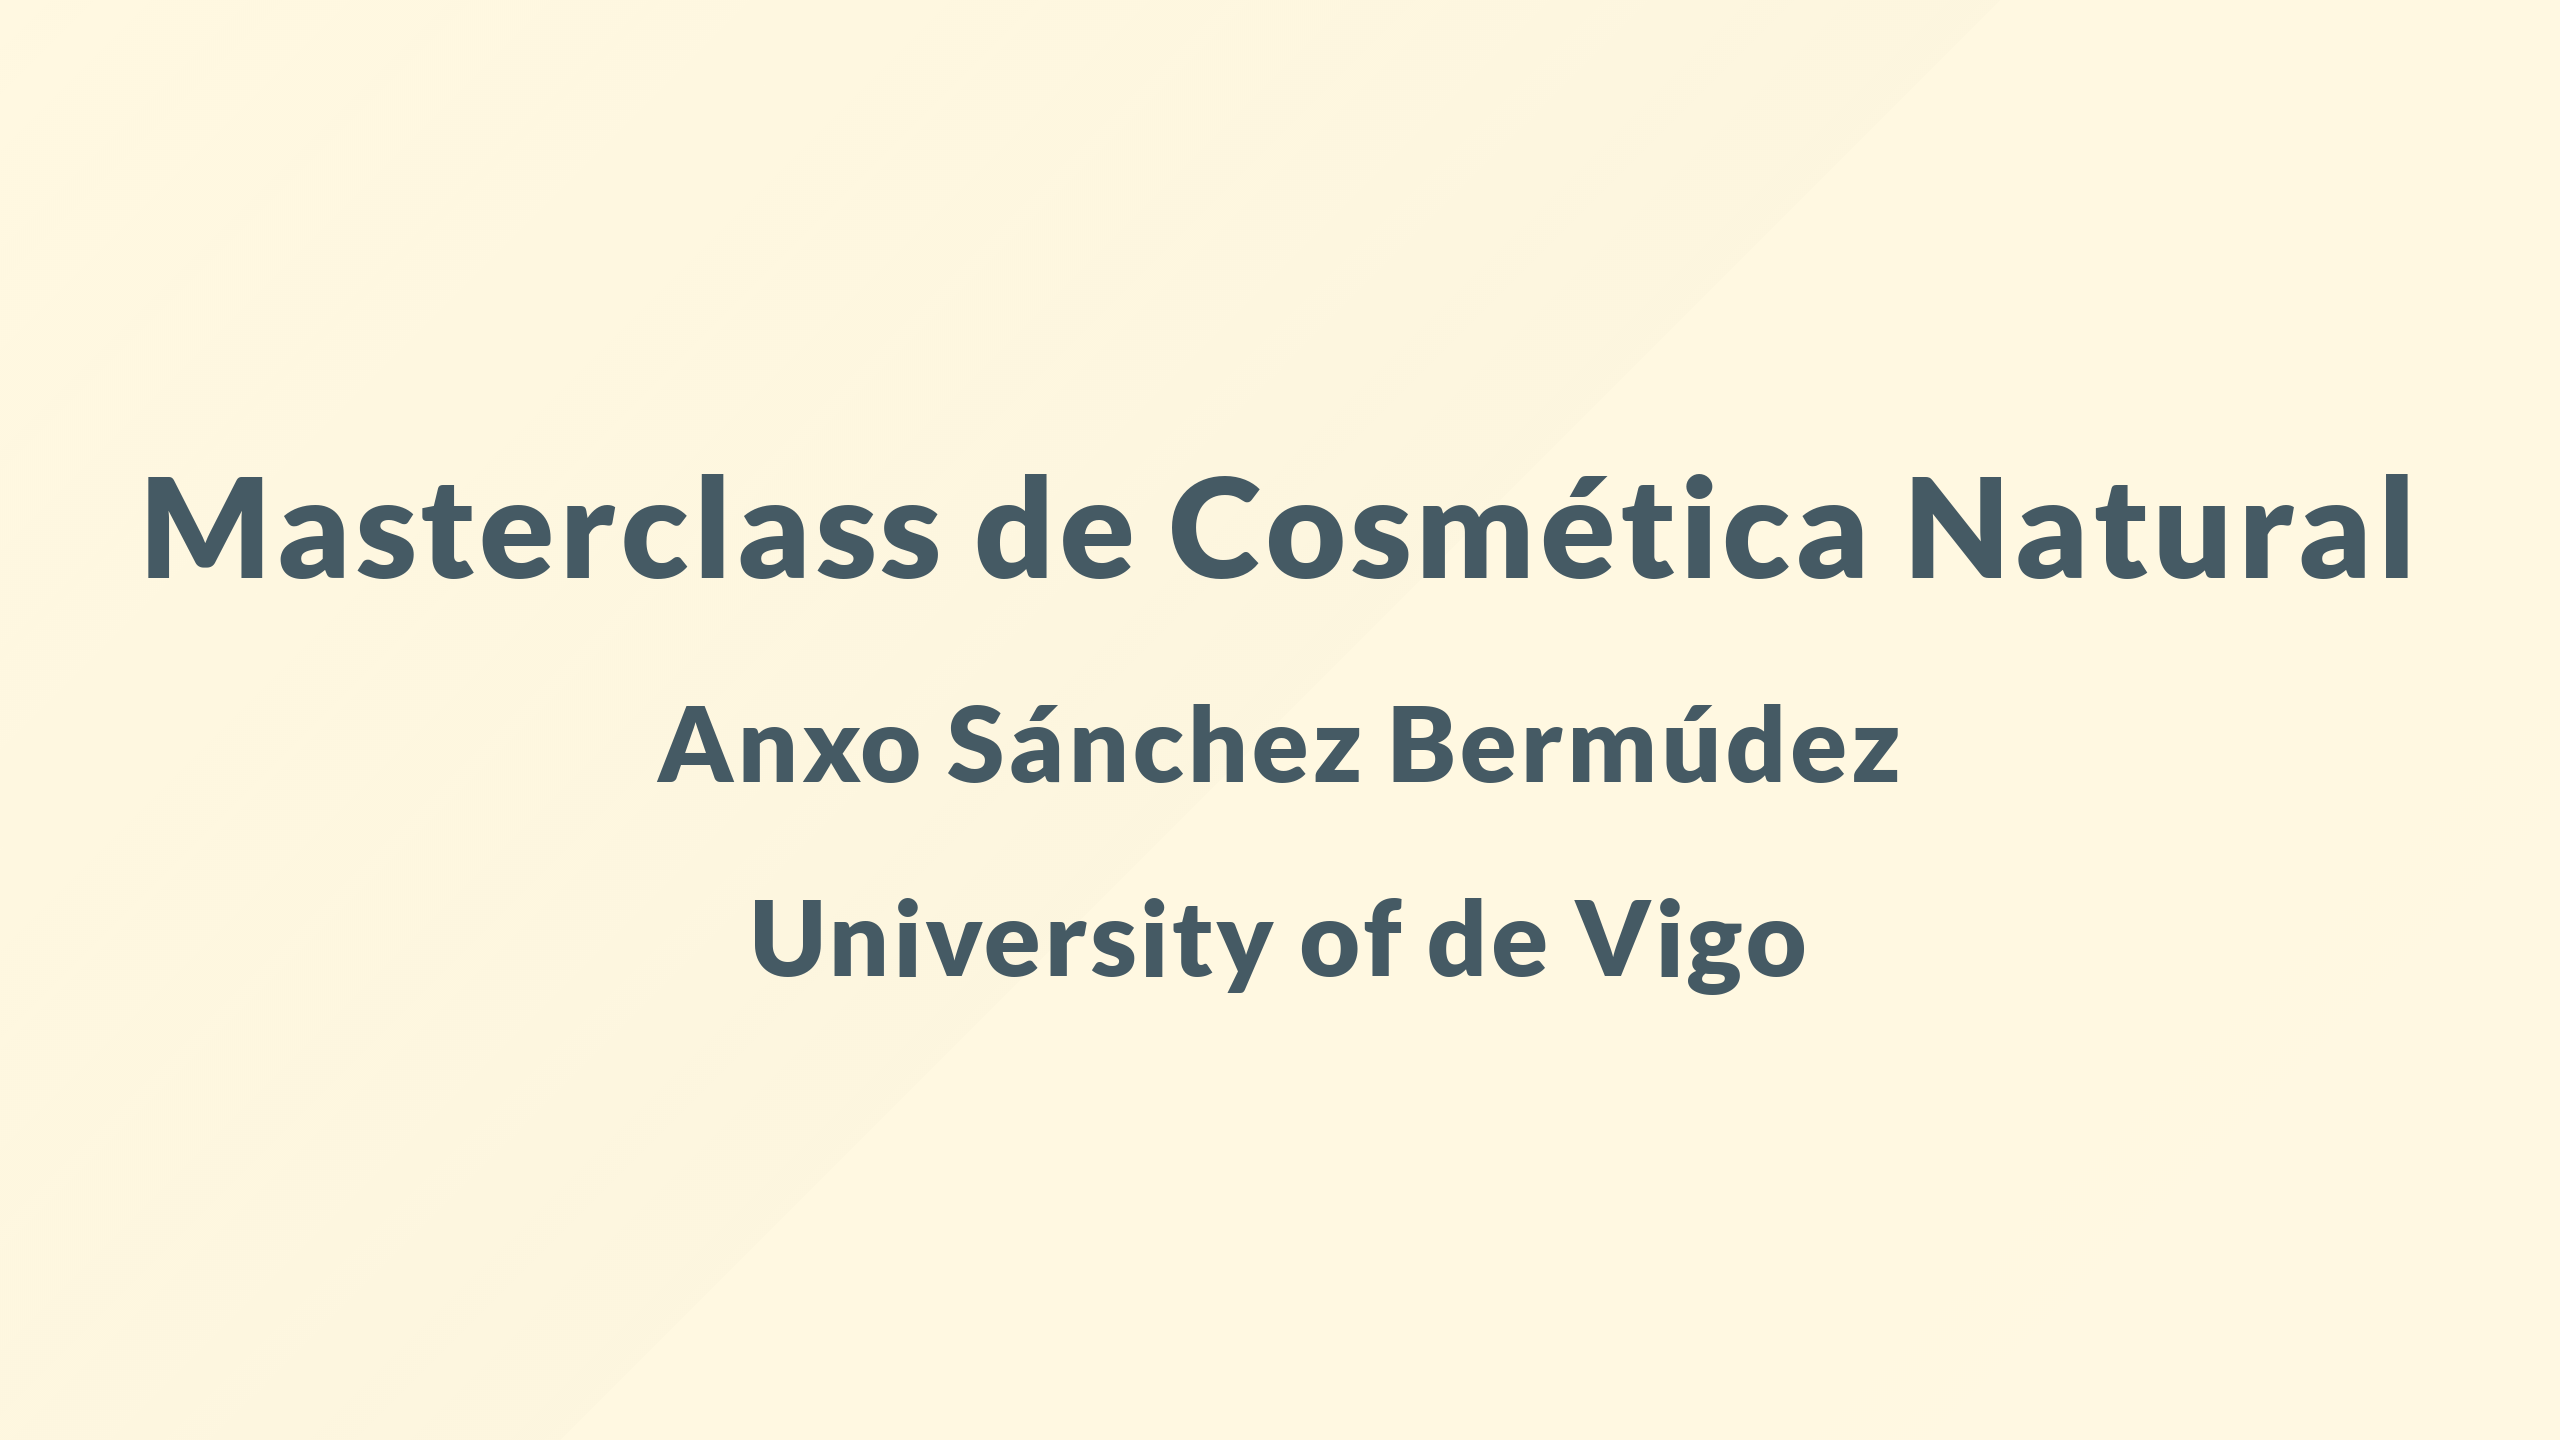 Masterclass de Cosmética Natural
Anxo Sánchez Bermúdez
University of de Vigo